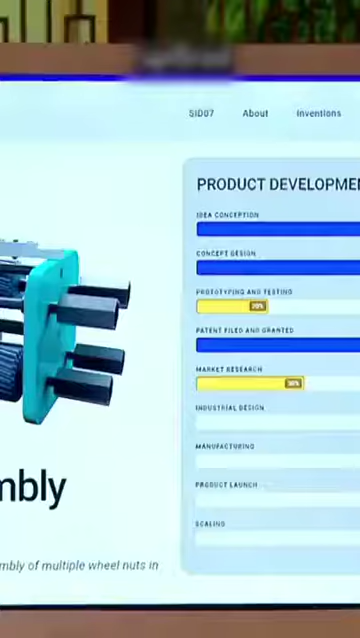 SID07 About Inventions
PRODUCT DEVELOPMEN
IDEA CONCEPTION
CONCEPT DESIGN
PROTOTYPING AND TESTING
20%
PATENT FILED AND GRANTED
MARKET RESEARCH
30%
INDUSTRIAL DESIGN
MANUFACTURING
PRODUCT LAUNCH
SCALING
mbly
mbly of multiple wheel nuts in